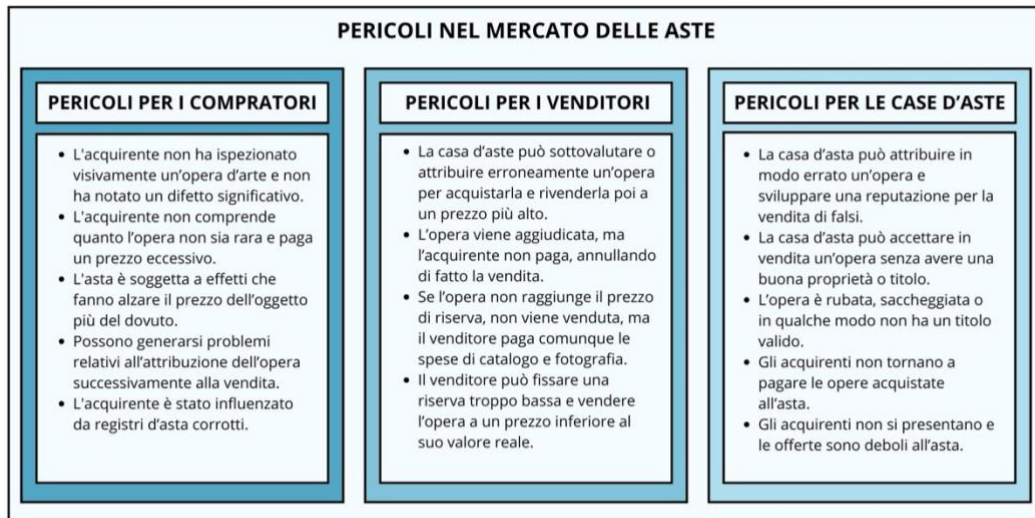 PERICOLI NEL MERCATO DELLE ASTE
PERICOLI PER I COMPRATORI
• L'acquirente non ha ispezionato
visivamente un'opera d'arte e non
ha notato un difetto significativo.
• L'acquirente non comprende
quanto l'opera non sia rara e paga
un prezzo eccessivo.
• L'asta è soggetta a effetti che
fanno alzare il prezzo dell'oggetto
più del dovuto.
• Possono generarsi problemi
relativi all'attribuzione dell'opera
successivamente alla vendita.
• L'acquirente è stato influenzato
da registri d'asta corrotti.
PERICOLI PER I VENDITORI
• La casa d'aste può sottovalutare o
attribuire erroneamente un'opera
per acquistarla e rivenderla poi a
un prezzo più alto.
• L'opera viene aggiudicata, ma
l'acquirente non paga, annullando
di fatto la vendita.
• Se l'opera non raggiunge il prezzo
di riserva, non viene venduta, ma
il venditore paga comunque le
spese di catalogo e fotografia.
• Il venditore può fissare una
riserva troppo bassa e vendere
l'opera a un prezzo inferiore al
suo valore reale.
PERICOLI PER LE CASE D'ASTE
• La casa d'asta può attribuire in
modo errato un'opera e
sviluppare una reputazione per la
vendita di falsi.
• La casa d'asta può accettare in
vendita un'opera senza avere una
buona proprietà o titolo.
• L'opera è rubata, saccheggiata o
in qualche modo non ha un titolo
valido.
• Gli acquirenti non tornano a
pagare le opere acquistate
all'asta.
• Gli acquirenti non si presentano e
le offerte sono deboli all'asta.